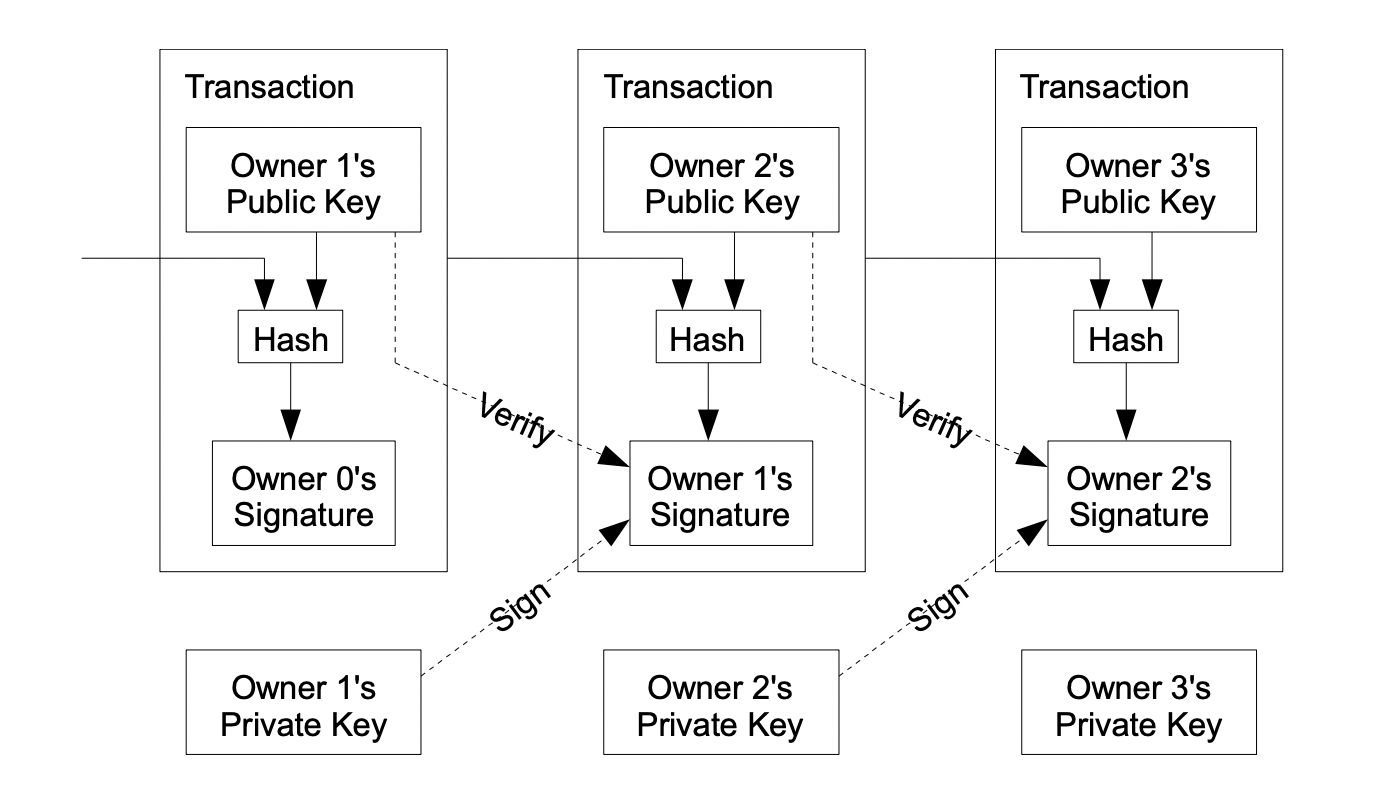 Transaction
Transaction
Transaction
Owner 1's
Public Key
Owner 2's
Public Key
Owner 3's
Public Key
Hash
Hash
Hash
Verify
Verify
Owner 0's
Signature
Owner 1's
Signature
Owner 2's
Signature
Sign
Sign
Owner 1's
Private Key
Owner 2's
Private Key
Owner 3's
Private Key